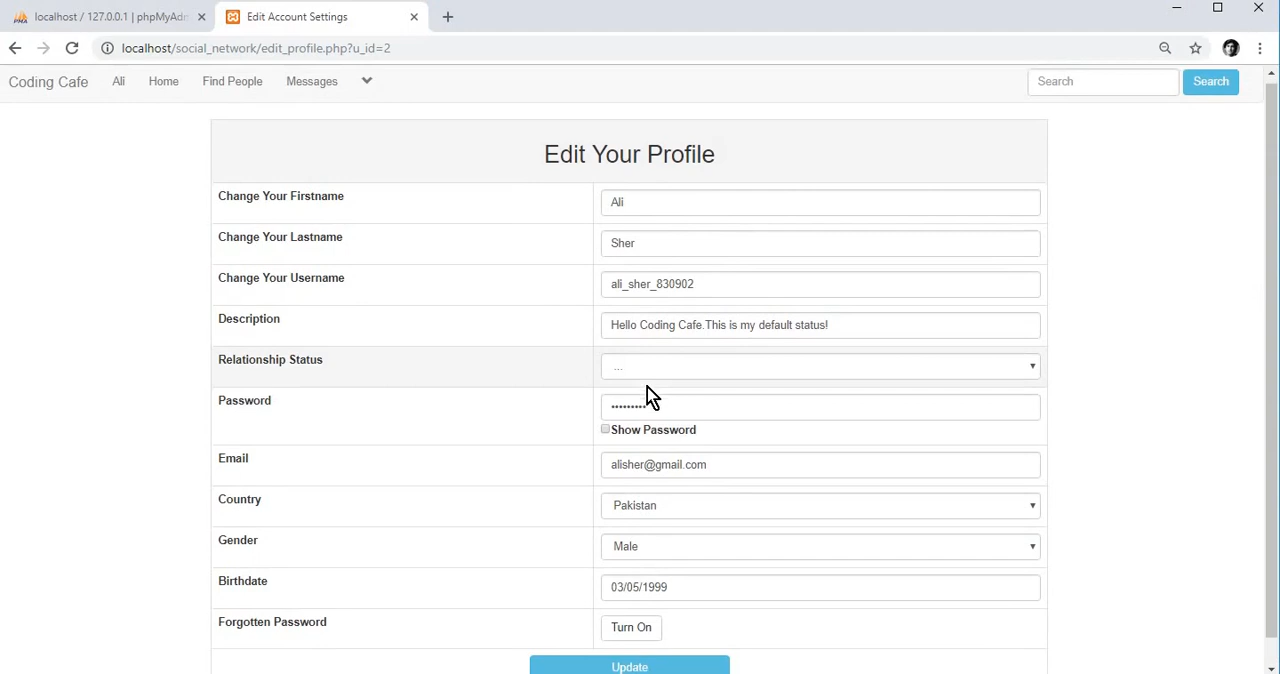 localhost / 127.0.0.1 | phpMyAdm
Edit Account Settings
localhost/social_network/edit_profile.php?u_id=2
Coding Cafe Ali Home Find People Messages Search Search
Edit Your Profile
Change Your Firstname Ali
Change Your Lastname Sher
Change Your Username ali_sher_830902
Description Hello Coding Cafe.This is my default status!
Relationship Status ...
Password •••••••••
Show Password
Email alisher@gmail.com
Country Pakistan
Gender Male
Birthdate 03/05/1999
Forgotten Password Turn On
Update